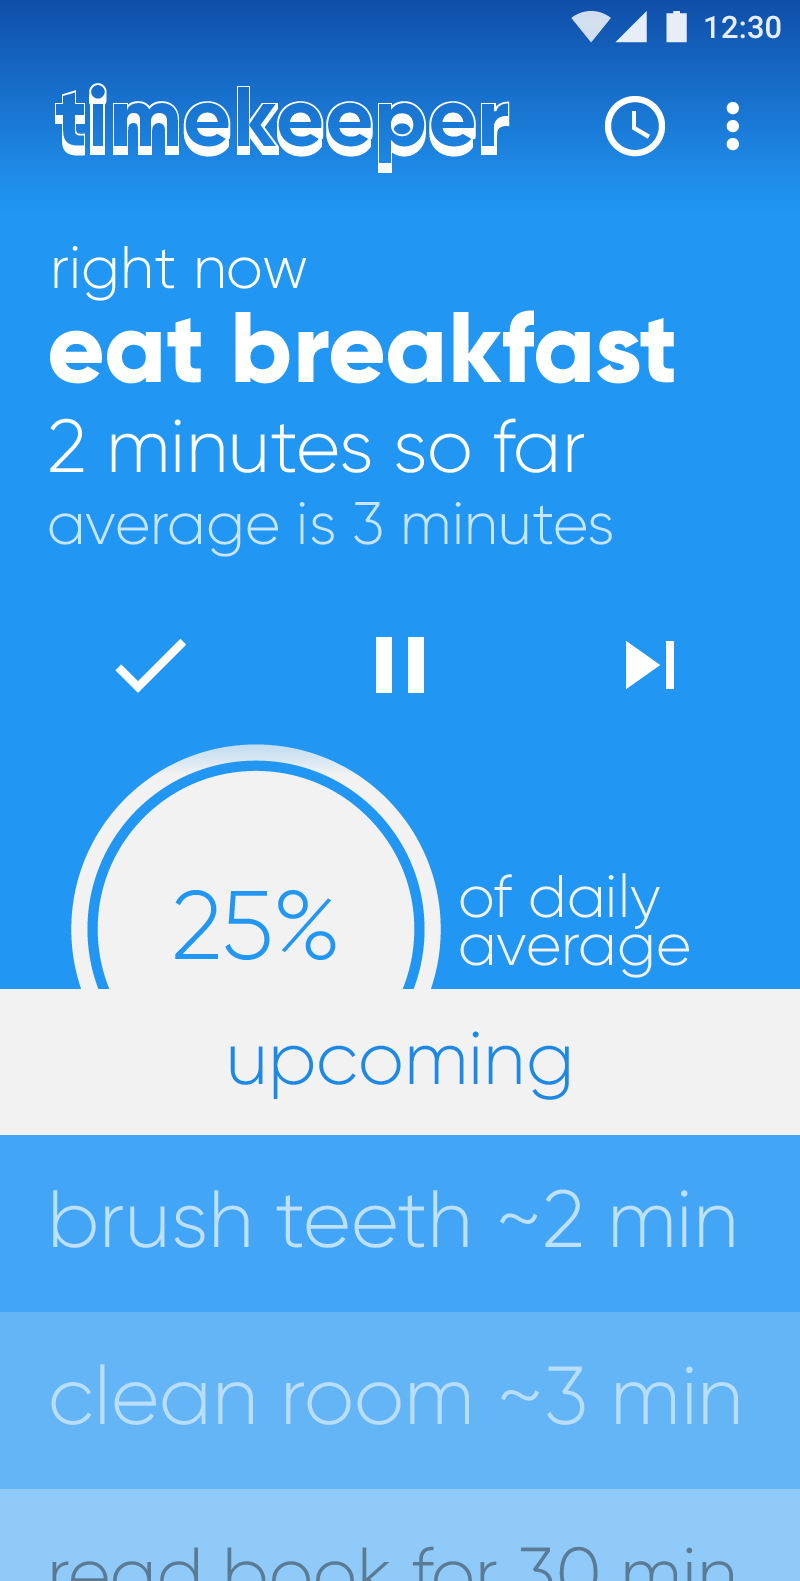 12:30
timekeeper
right now
eat breakfast
2 minutes so far
average is 3 minutes
25%
of daily
average
upcoming
brush teeth ~2 min
clean room ~3 min
read book for 30 min